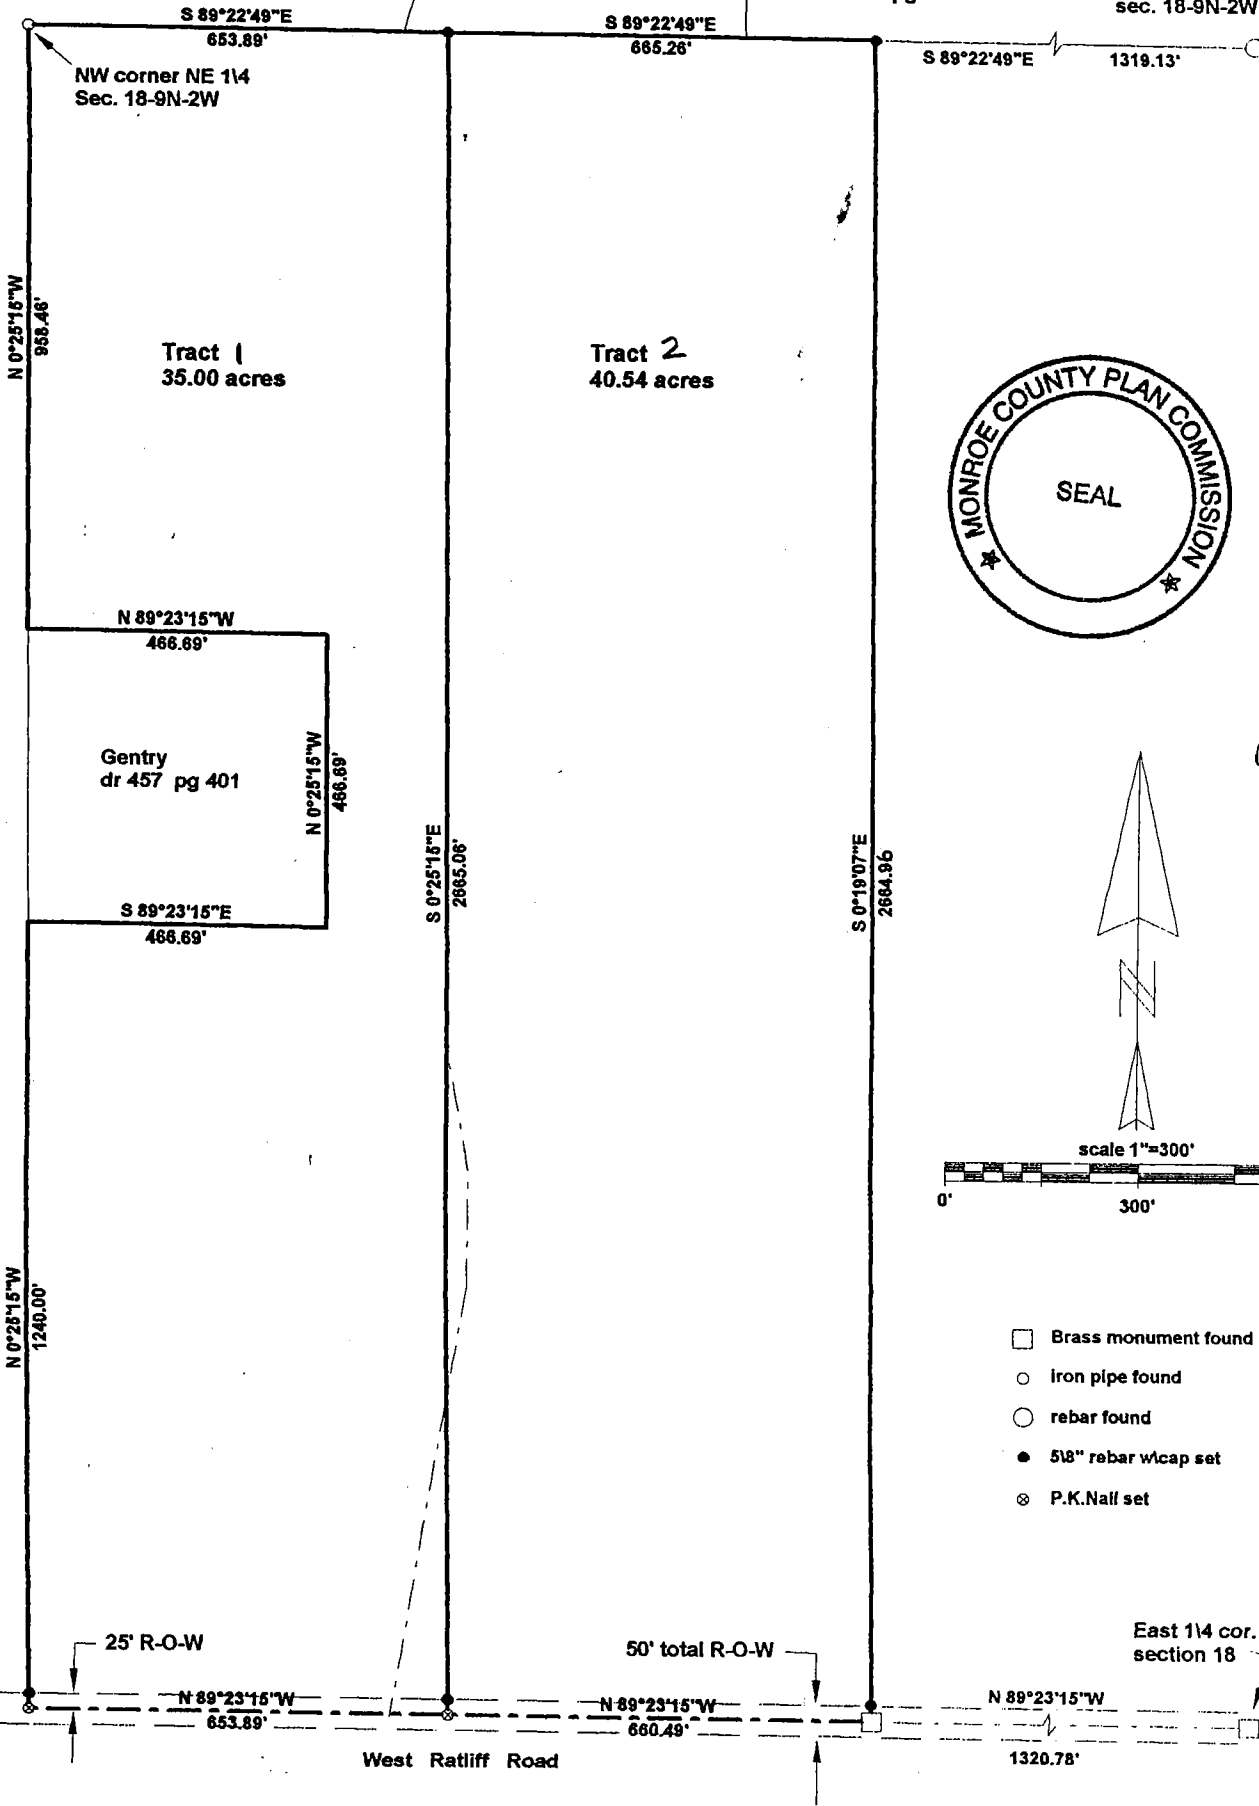 sec. 18-9N-2W
S 89°22'49"E
653.89'
S 89°22'49"E
665.26'
S 89°22'49"E
1319.13'
NW corner NE 1\4
Sec. 18-9N-2W
N 0°25'15"W
958.46'
Tract 1
35.00 acres
Tract 2
40.54 acres
MONROE COUNTY PLAN COMMISSION
SEAL
N 89°23'15"W
466.69'
Gentry
dr 457 pg 401
N 0°25'15"W
466.69'
S 89°23'15"E
466.69'
S 0°25'15"E
2665.06'
S 0°19'07"E
2664.96
N
scale 1"=300'
0'
300'
N 0°25'15"W
1240.00'
Brass monument found
iron pipe found
rebar found
5\8" rebar w\cap set
P.K.Nail set
25' R-O-W
50' total R-O-W
East 1\4 cor.
section 18
N 89°23'15"W
653.89'
N 89°23'15"W
660.49'
N 89°23'15"W
1320.78'
West Ratliff Road